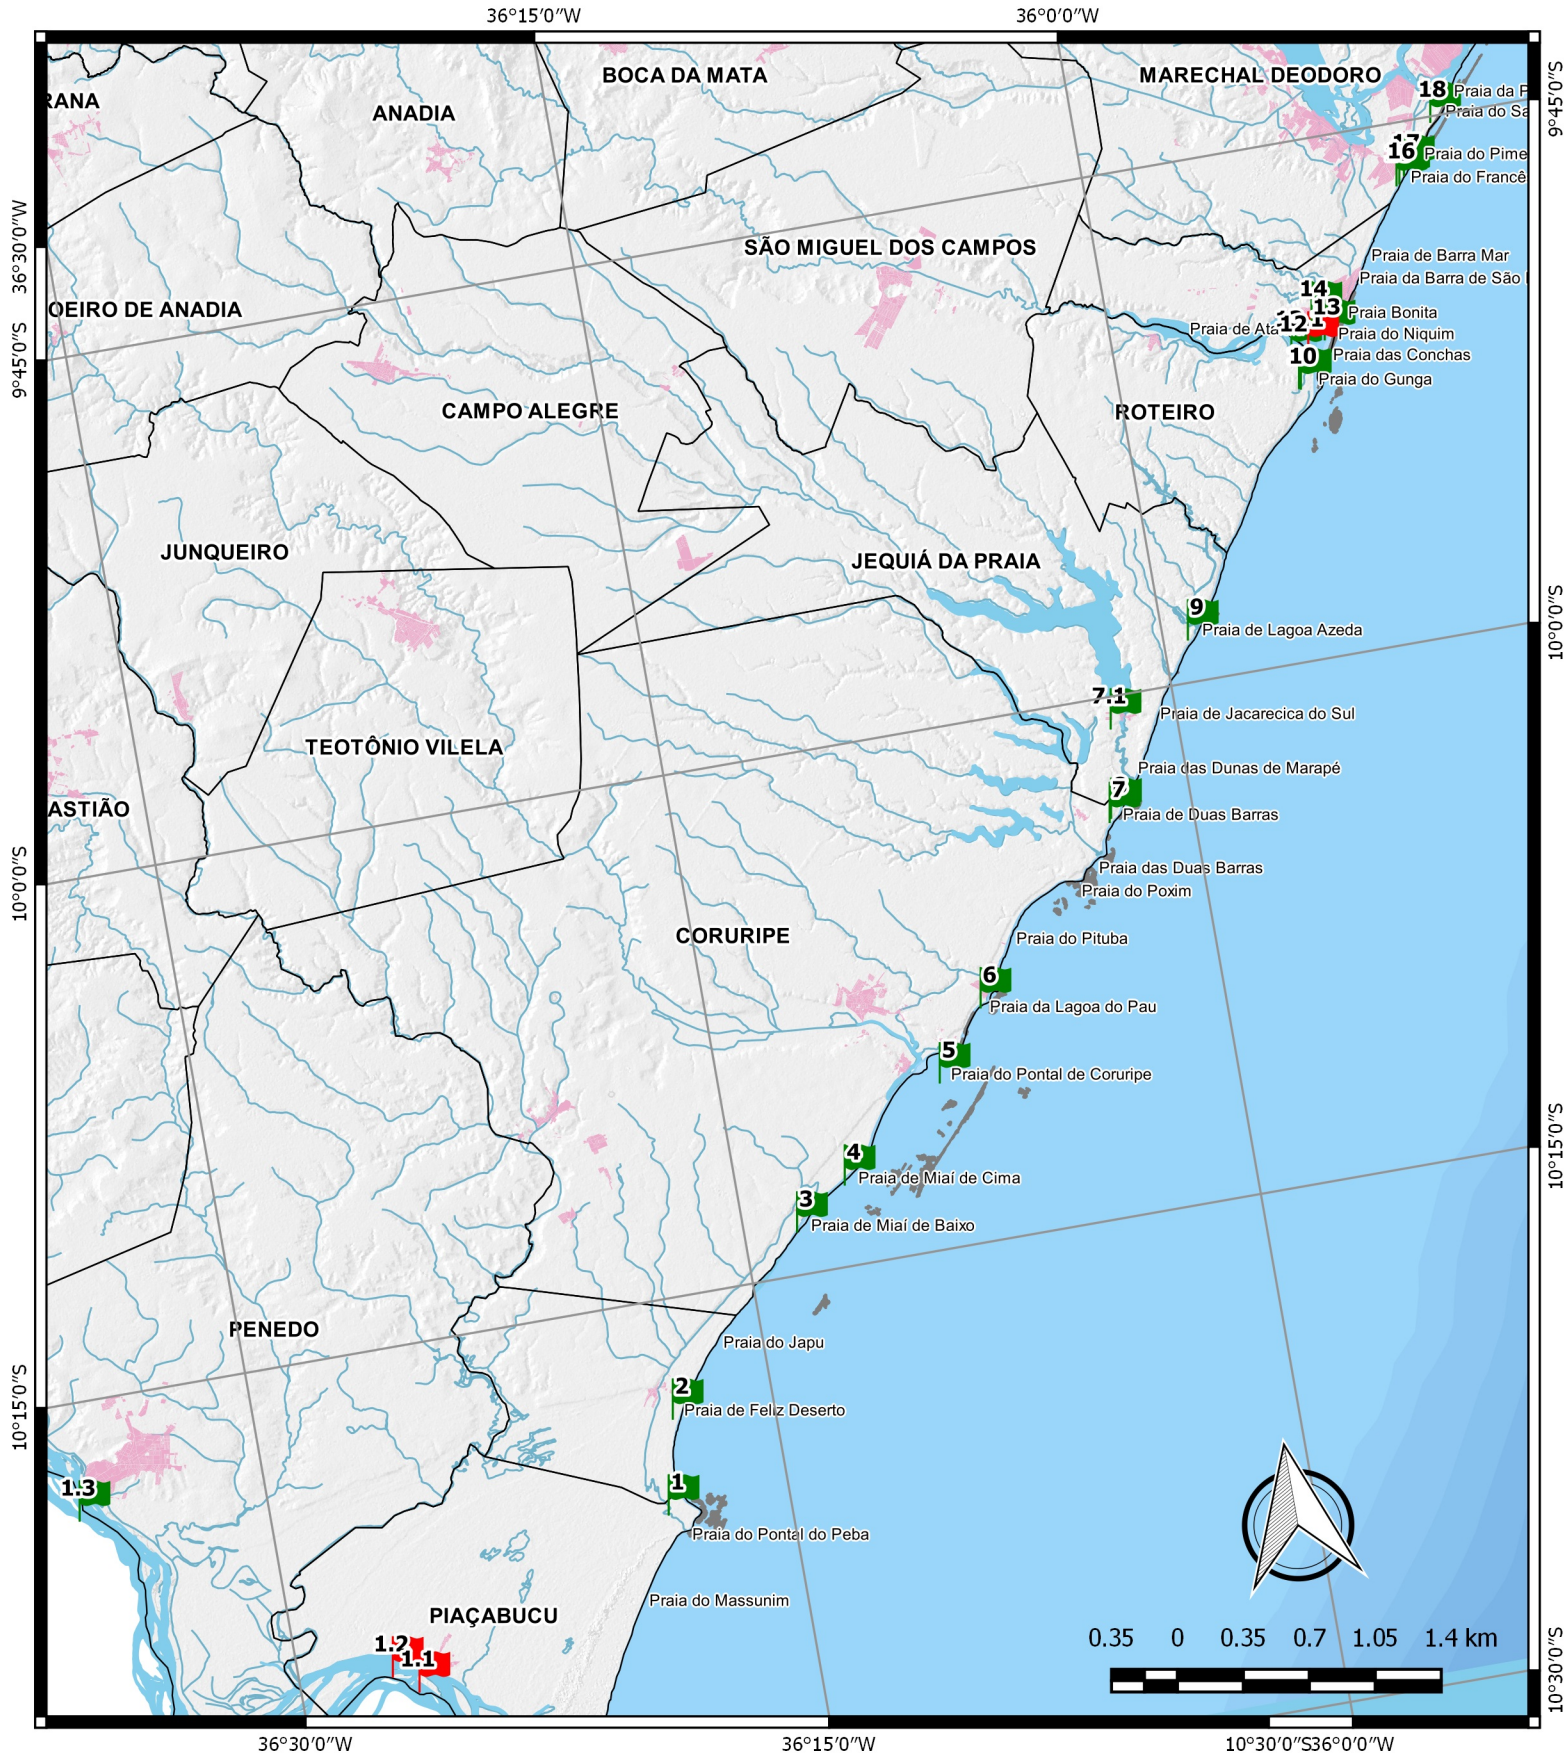 36°15'0"W
36°0'0"W
BOCA DA MATA
MARECHAL DEODORO
RANA
ANADIA
18
Praia da P
Praia do Sa
9°45'0"S
17
16
Praia do Pime
Praia do Francê
36°30'0"W
SÃO MIGUEL DOS CAMPOS
Praia de Barra Mar
Praia da Barra de São
14
13
OEIRO DE ANADIA
Praia Bonita
12
Praia de Ata
Praia do Niquim
9°45'0"S
10
Praia das Conchas
Praia do Gunga
CAMPO ALEGRE
ROTEIRO
JUNQUEIRO
JEQUIÁ DA PRAIA
9
Praia de Lagoa Azeda
10°0'0"S
7.1
Praia de Jacarecica do Sul
TEOTÔNIO VILELA
Praia das Dunas de Marapé
7
ASTIÃO
Praia de Duas Barras
10°0'0"S
Praia das Duas Barras
Praia do Poxim
CORURIPE
Praia do Pituba
6
Praia da Lagoa do Pau
5
Praia do Pontal de Coruripe
10°15'0"S
4
Praia de Miaí de Cima
3
Praia de Miaí de Baixo
PENEDO
Praia do Japu
10°15'0"S
2
Praia de Feliz Deserto
1.3
1
Praia do Pontal do Peba
Praia do Massunim
PIAÇABUCU
1.2
1.1
0.35 0 0.35 0.7 1.05 1.4 km
10°30'0"S
36°30'0"W
36°15'0"W
10°30'0"S
36°0'0"W